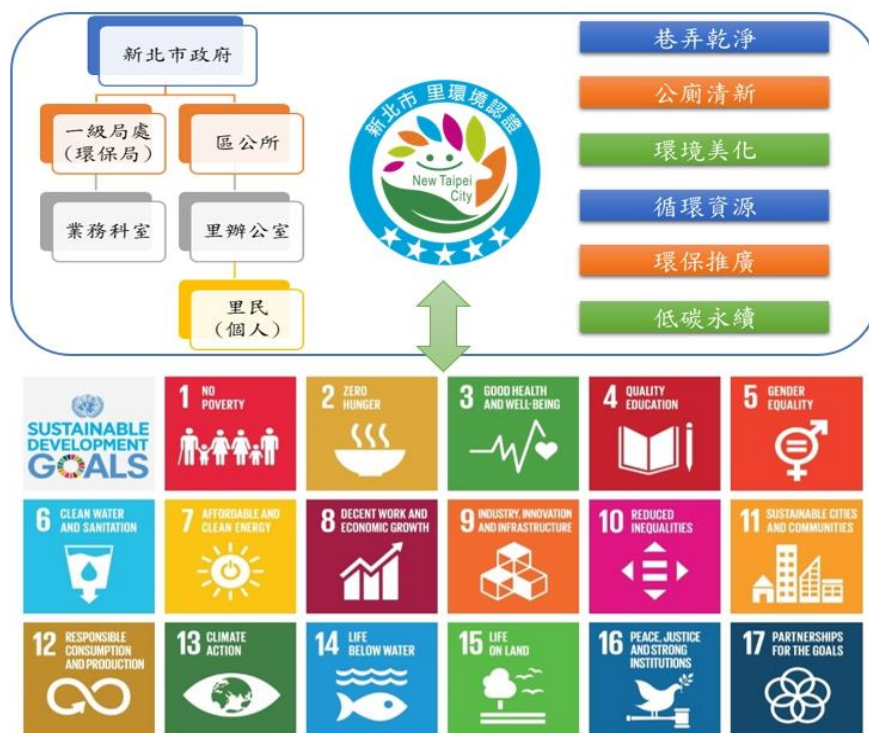 新北市政府
一級局處
(環保局)
區公所
業務科室
里辦公室
里民
(個人)
新北市 里環境認證
New Taipei
City
巷弄乾淨
公廁清新
環境美化
循環資源
環保推廣
低碳永續
SUSTAINABLE
DEVELOPMENT
GOALS
1 NO
POVERTY
2 ZERO
HUNGER
3 GOOD HEALTH
AND WELL-BEING
4 QUALITY
EDUCATION
5 GENDER
EQUALITY
6 CLEAN WATER
AND SANITATION
7 AFFORDABLE AND
CLEAN ENERGY
8 DECENT WORK AND
ECONOMIC GROWTH
9 INDUSTRY, INNOVATION
AND INFRASTRUCTURE
10 REDUCED
INEQUALITIES
11 SUSTAINABLE CITIES
AND COMMUNITIES
12 RESPONSIBLE
CONSUMPTION
AND PRODUCTION
13 CLIMATE
ACTION
14 LIFE
BELOW WATER
15 LIFE
ON LAND
16 PEACE, JUSTICE
AND STRONG
INSTITUTIONS
17 PARTNERSHIPS
FOR THE GOALS